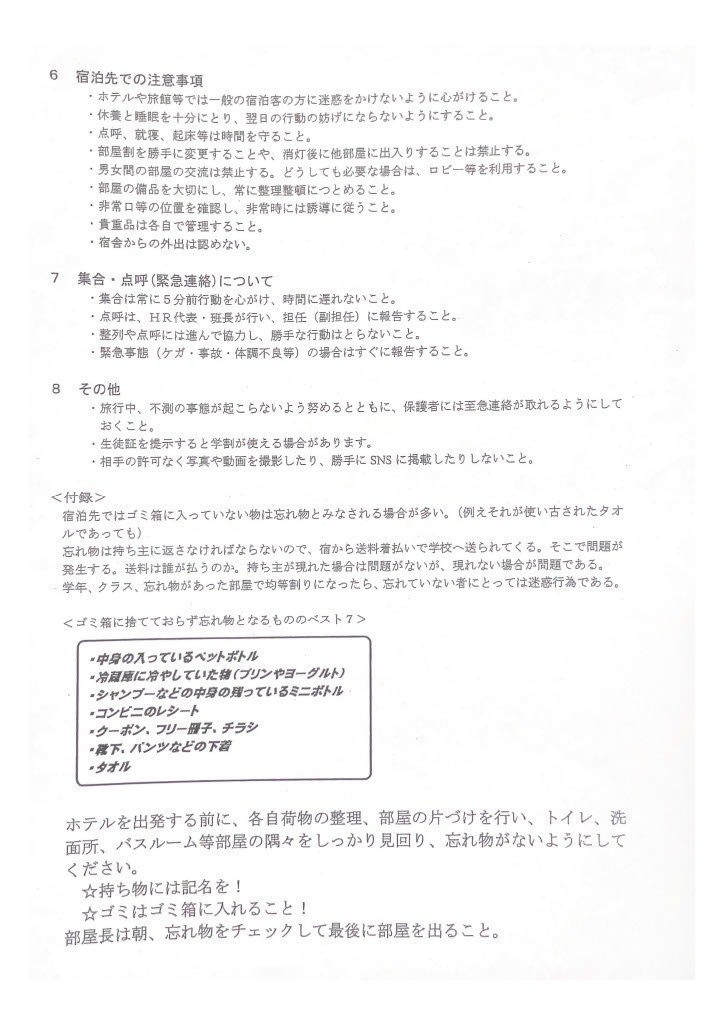 6　宿泊先での注意事項
・ホテルや旅館等では一般の宿泊客の方に迷惑をかけないように心がけること。
・休養と睡眠を十分にとり、翌日の行動の妨げにならないようにすること。
・点呼、就寝、起床等は時間を守ること。
・部屋割を勝手に変更することや、消灯後に他部屋に出入りすることは禁止する。
・男女間の部屋の交流は禁止する。どうしても必要な場合は、ロビー等を利用すること。
・部屋の備品を大切にし、常に整理整頓につとめること。
・非常口等の位置を確認し、非常時には誘導に従うこと。
・貴重品は各自で管理すること。
・宿舎からの外出は認めない。
7　集合・点呼(緊急連絡)について
・集合は常に５分前行動を心がけ、時間に遅れないこと。
・点呼は、ＨＲ代表・班長が行い、担任（副担任）に報告すること。
・整列や点呼には進んで協力し、勝手な行動はとらないこと。
・緊急事態（ケガ・事故・体調不良等）の場合はすぐに報告すること。
8　その他
・旅行中、不測の事態が起こらないよう努めるとともに、保護者には至急連絡が取れるようにして
おくこと。
・生徒証を提示すると学割が使える場合があります。
・相手の許可なく写真や動画を撮影したり、勝手に SNS に掲載したりしないこと。
＜付録＞
宿泊先ではゴミ箱に入っていない物は忘れ物とみなされる場合が多い。（例えそれが使い古されたタオ
ルであっても）
忘れ物は持ち主に返さなければならないので、宿から送料着払いで学校へ送られてくる。そこで問題が
発生する。送料は誰が払うのか。持ち主が現れた場合は問題がないが、現れない場合が問題である。
学年、クラス、忘れ物があった部屋で均等割りになったら、忘れていない者にとっては迷惑行為である。
＜ゴミ箱に捨てておらず忘れ物となるもののベスト７＞
・中身の入っているペットボトル
・冷蔵庫に冷やしていた物（プリンやヨーグルト）
・シャンプーなどの中身の残っているミニボトル
・コンビニのレシート
・クーポン、フリー冊子、チラシ
・靴下、パンツなどの下着
・タオル
ホテルを出発する前に、各自荷物の整理、部屋の片づけを行い、トイレ、洗
面所、バスルーム等部屋の隅々をしっかり見回り、忘れ物がないようにして
ください。
☆持ち物には記名を！
☆ゴミはゴミ箱に入れること！
部屋長は朝、忘れ物をチェックして最後に部屋を出ること。